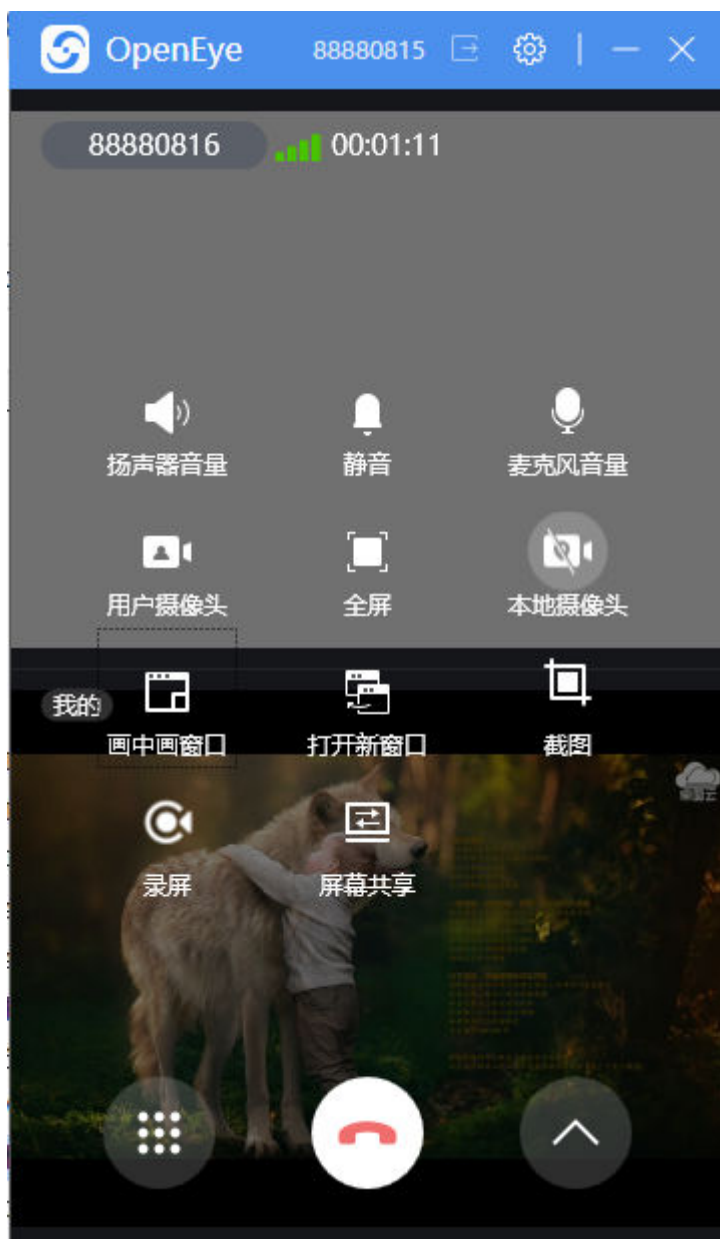 OpenEye 88880815
88880816 00:01:11
扬声器音量 静音 麦克风音量
用户摄像头 全屏 本地摄像头
我的
画中画窗口 打开新窗口 截图
录屏 屏幕共享